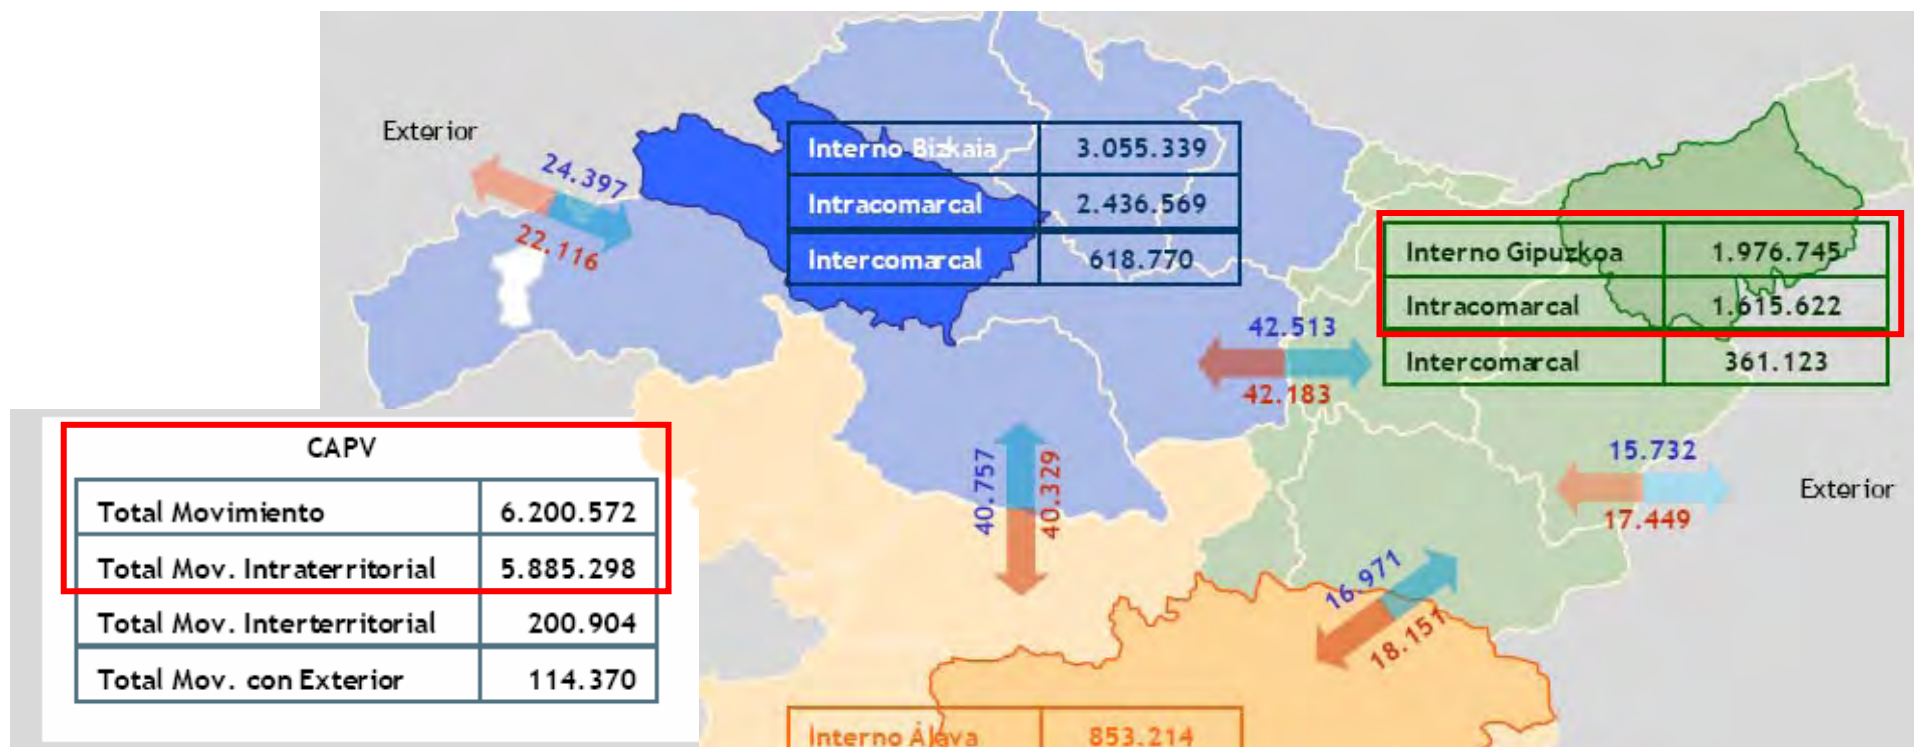 Exterior
24.397
22.116
Interno Bizkaia 3.055.339
Intracomarcal 2.436.569
Intercomarcal 618.770
Interno Gipuzkoa 1.976.745
Intracomarcal 1.615.622
Intercomarcal 361.123
42.513
42.183
40.757
40.329
15.732
17.449
Exterior
16.971
18.151
CAPV
Total Movimiento 6.200.572
Total Mov. Intraterritorial 5.885.298
Total Mov. Interterritorial 200.904
Total Mov. con Exterior 114.370
Interno Álava 853.214